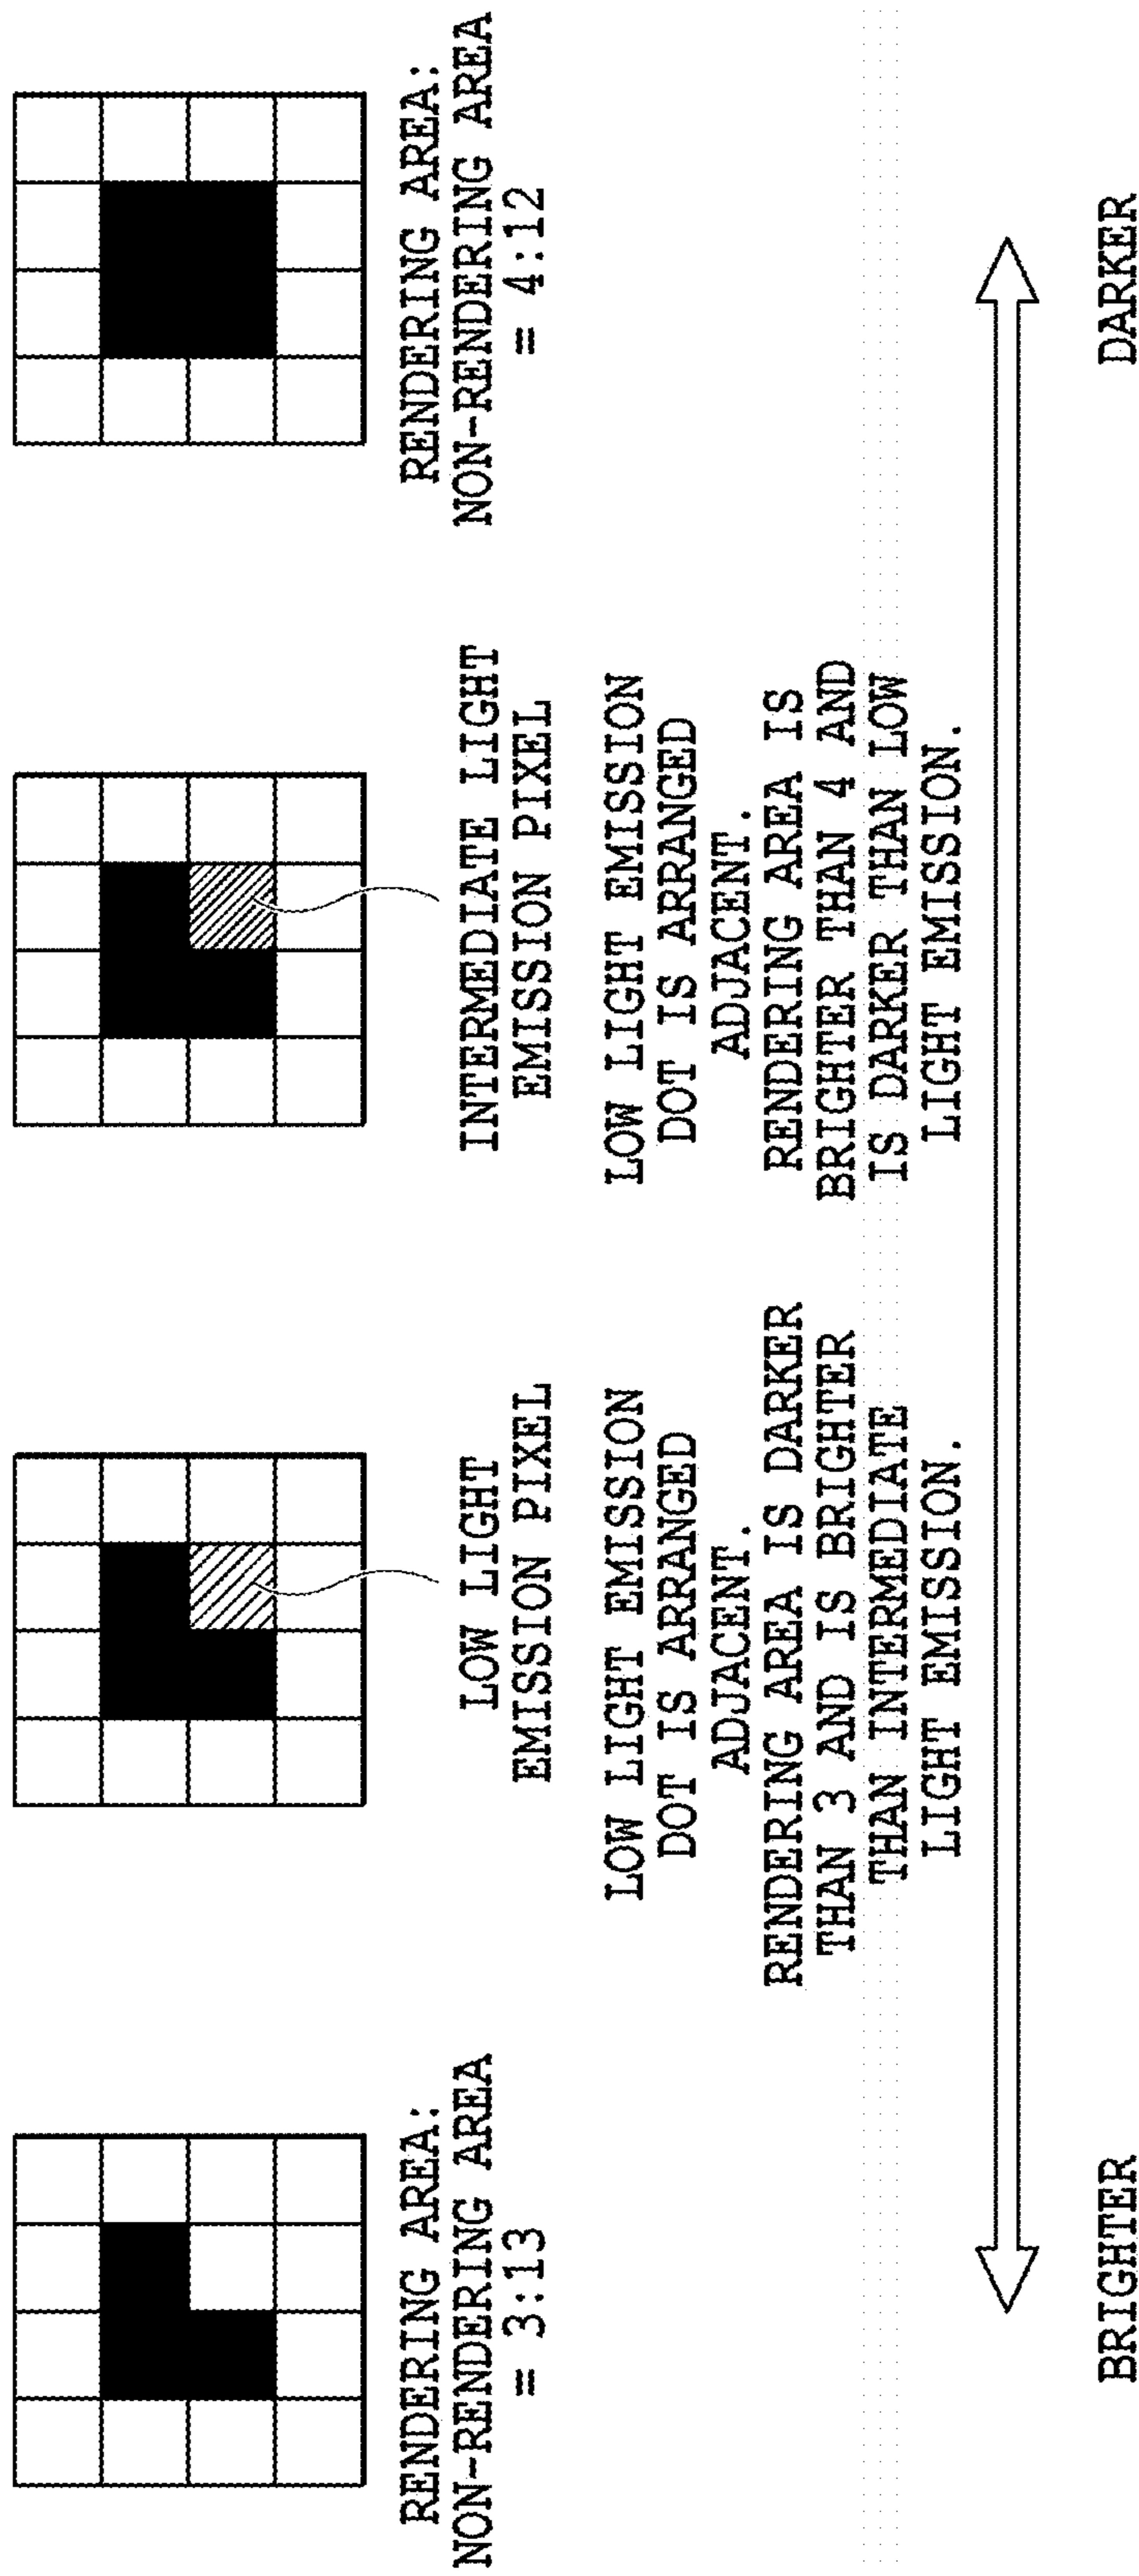 RENDERING AREA:
NON-RENDERING AREA
= 3:13
LOW LIGHT
EMISSION PIXEL
LOW LIGHT EMISSION
DOT IS ARRANGED
ADJACENT.
RENDERING AREA IS DARKER
THAN 3 AND IS BRIGHTER
THAN INTERMEDIATE
LIGHT EMISSION.
INTERMEDIATE LIGHT
EMISSION PIXEL
LOW LIGHT EMISSION
DOT IS ARRANGED
ADJACENT.
RENDERING AREA IS
BRIGHTER THAN 4 AND
IS DARKER THAN LOW
LIGHT EMISSION.
RENDERING AREA:
NON-RENDERING AREA
= 4:12
BRIGHTER
DARKER